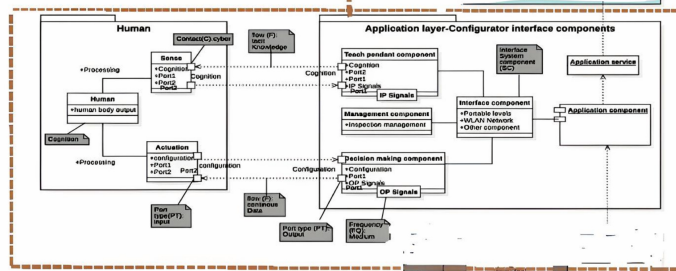 Human
Contact(C) cyber
Sense
+Cognition
+Port1
+Port2
Port2
Cognition
+Processing
Human
+human body output
Cognition
+Processing
Actuation
+configuration
+Port1
+Port2
Port2
configuration
Port
type(PT):
Input
flow (F):
user
Knowledge
flow (F):
continous
Data
Application layer-Configurator interface components
Teach pendant component
+Cognition
+Port2
+Port1
+IP Signals
Port1
Cognition
IP Signals
Management component
+Inspection management
Decision making component
+Configuration
+Port1
+OP Signals
Port1
Configuration
OP Signals
Port type(PT):
Output
Frequency
(FQ):
Medium
Interface
System
component
(SC)
Interface component
+Portable levels
+WLAN Network
+Other component
Application service
Application component